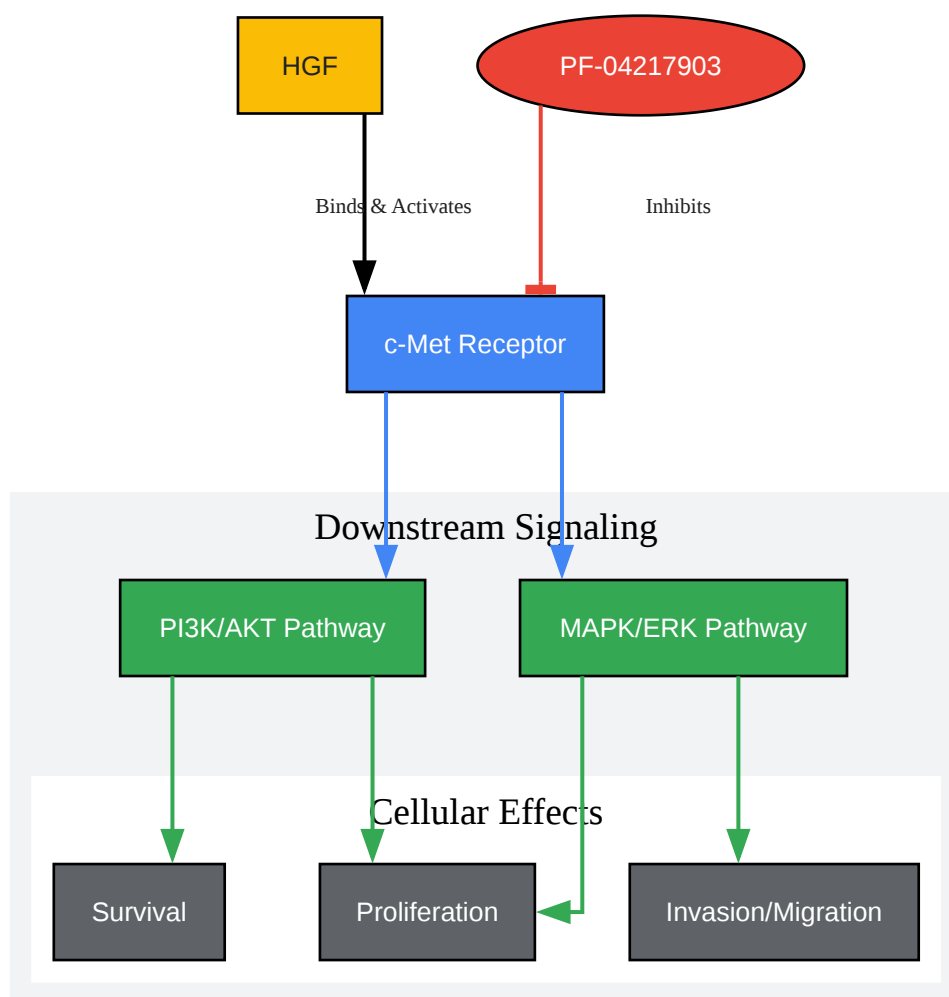 HGF
PF-04217903
Binds & Activates
Inhibits
c-Met Receptor
Downstream Signaling
PI3K/AKT Pathway
MAPK/ERK Pathway
Cellular Effects
Survival
Proliferation
Invasion/Migration